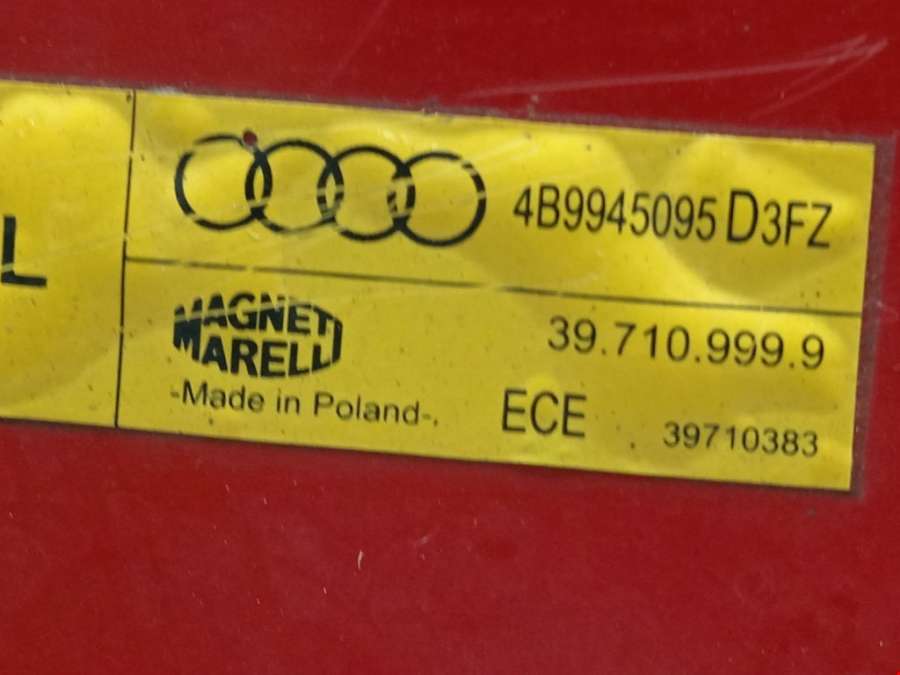 L
4B9945095 D3FZ
MAGNETI
MARELLI
39.710.999.9
-Made in Poland-
ECE
39710383